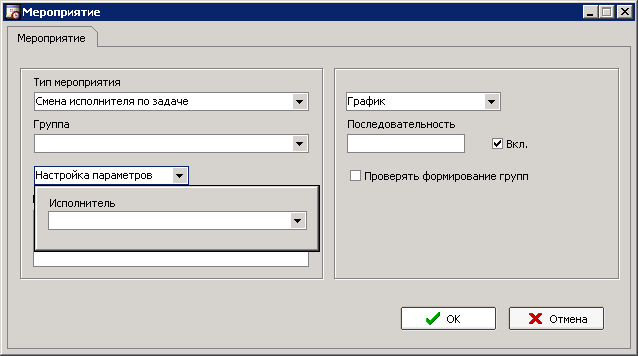 Мероприятие
Мероприятие
Тип мероприятия
Смена исполнителя по задаче
Группа
Настройка параметров
Исполнитель
График
Последовательность
Вкл.
Проверять формирование групп
OK
Отмена